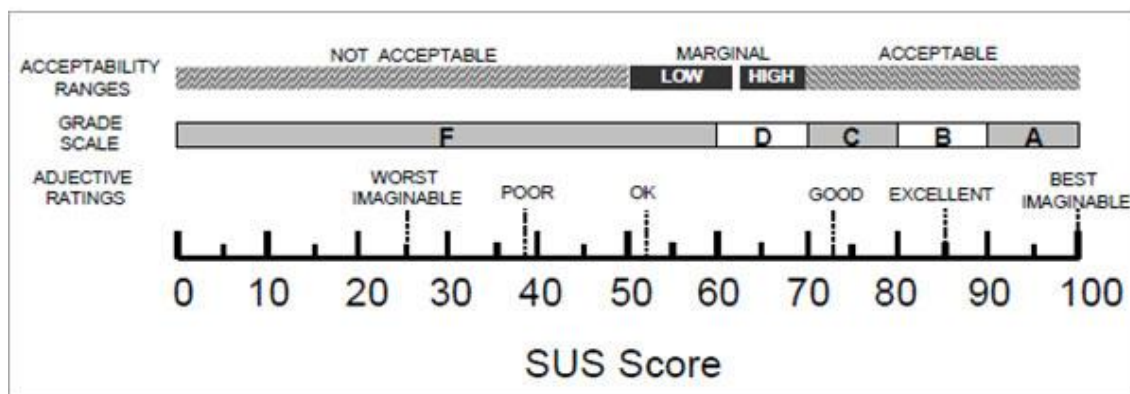 NOT ACCEPTABLE MARGINAL ACCEPTABLE
ACCEPTABILITY
RANGES
LOW HIGH
GRADE
SCALE
F D C B A
ADJECTIVE
RATINGS
WORST
IMAGINABLE
POOR
OK
GOOD
EXCELLENT
BEST
IMAGINABLE
0 10 20 30 40 50 60 70 80 90 100
SUS Score